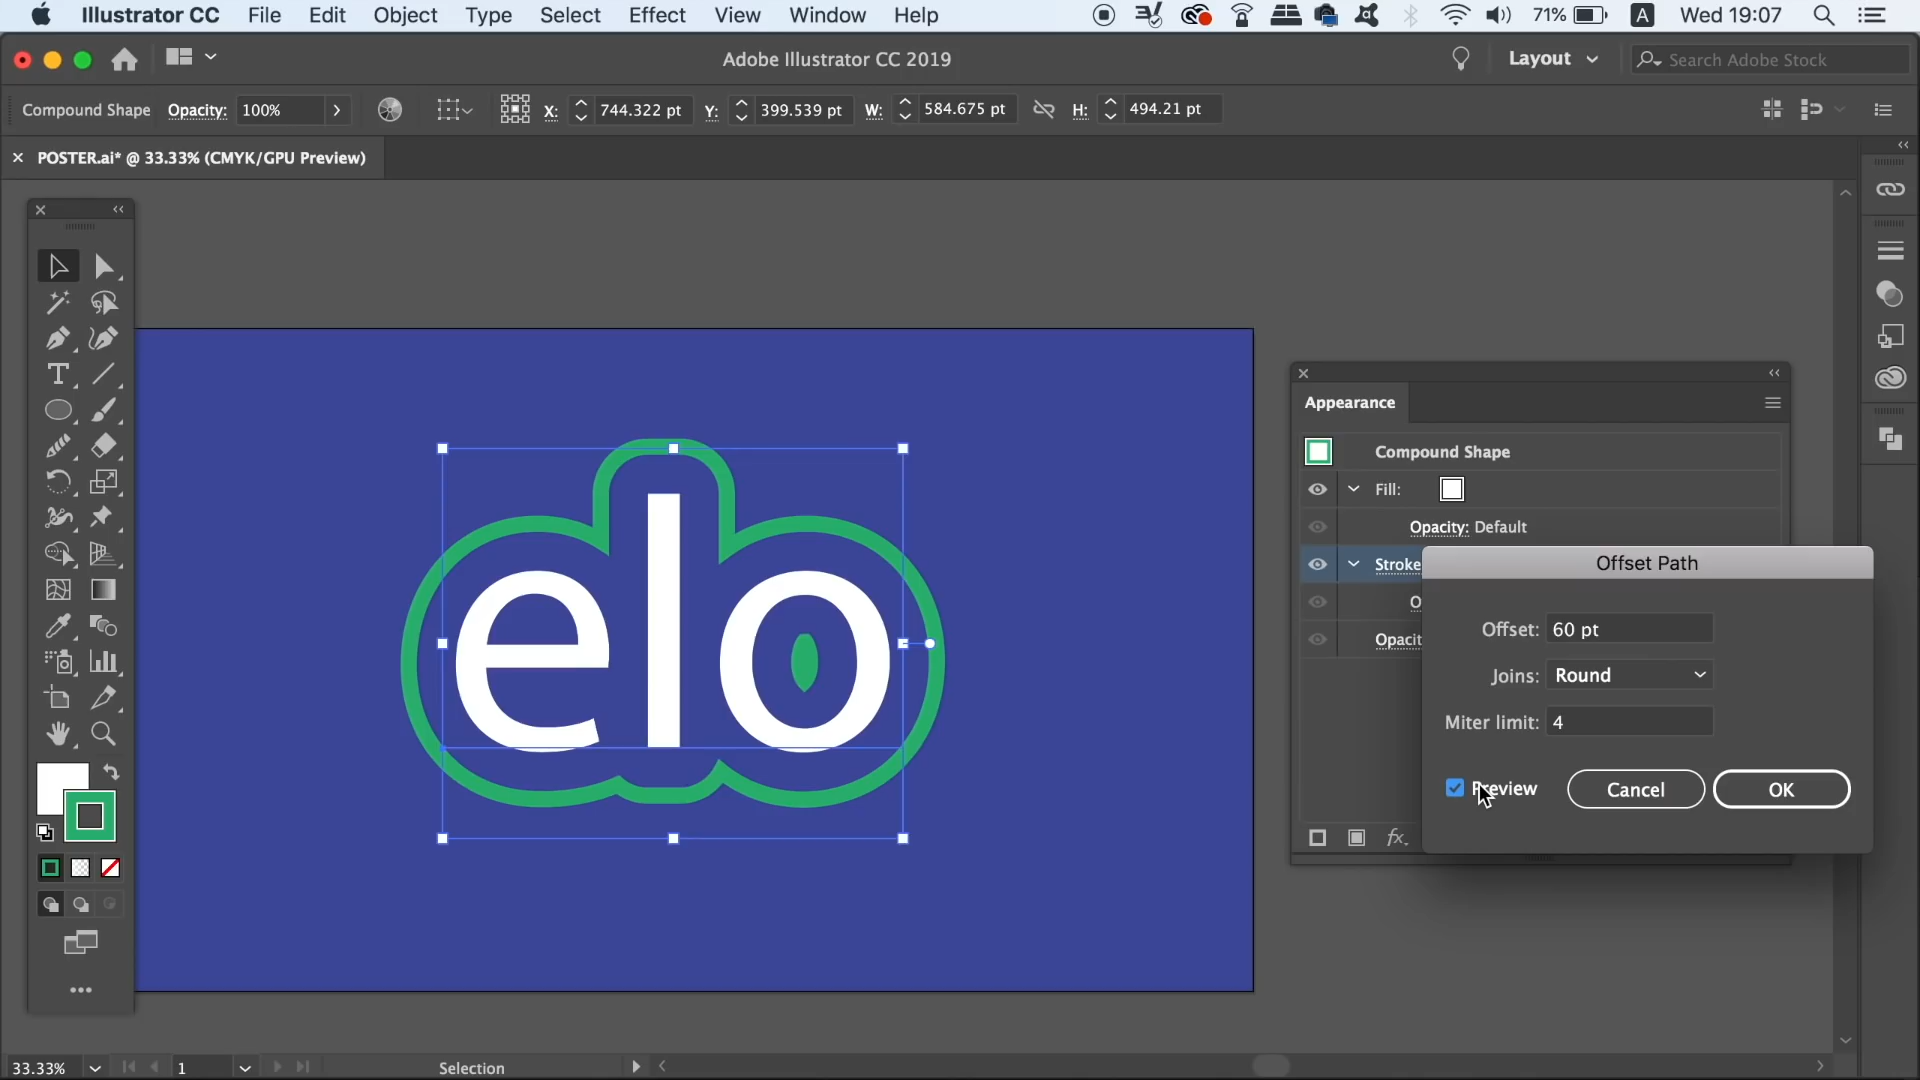 Illustrator CC File Edit Object Type Select Effect View Window Help 71% A Wed 19:07
Adobe Illustrator CC 2019 Layout Search Adobe Stock
Compound Shape Opacity: 100% X: 744.322 pt Y: 399.539 pt W: 584.675 pt H: 494.21 pt
POSTER.ai* @ 33.33% (CMYK/GPU Preview)
elo
Appearance
Compound Shape
Fill:
Opacity: Default
Stroke
O
Opacit
Offset Path
Offset: 60 pt
Joins: Round
Miter limit: 4
Preview Cancel OK
fx
33.33% 1 Selection